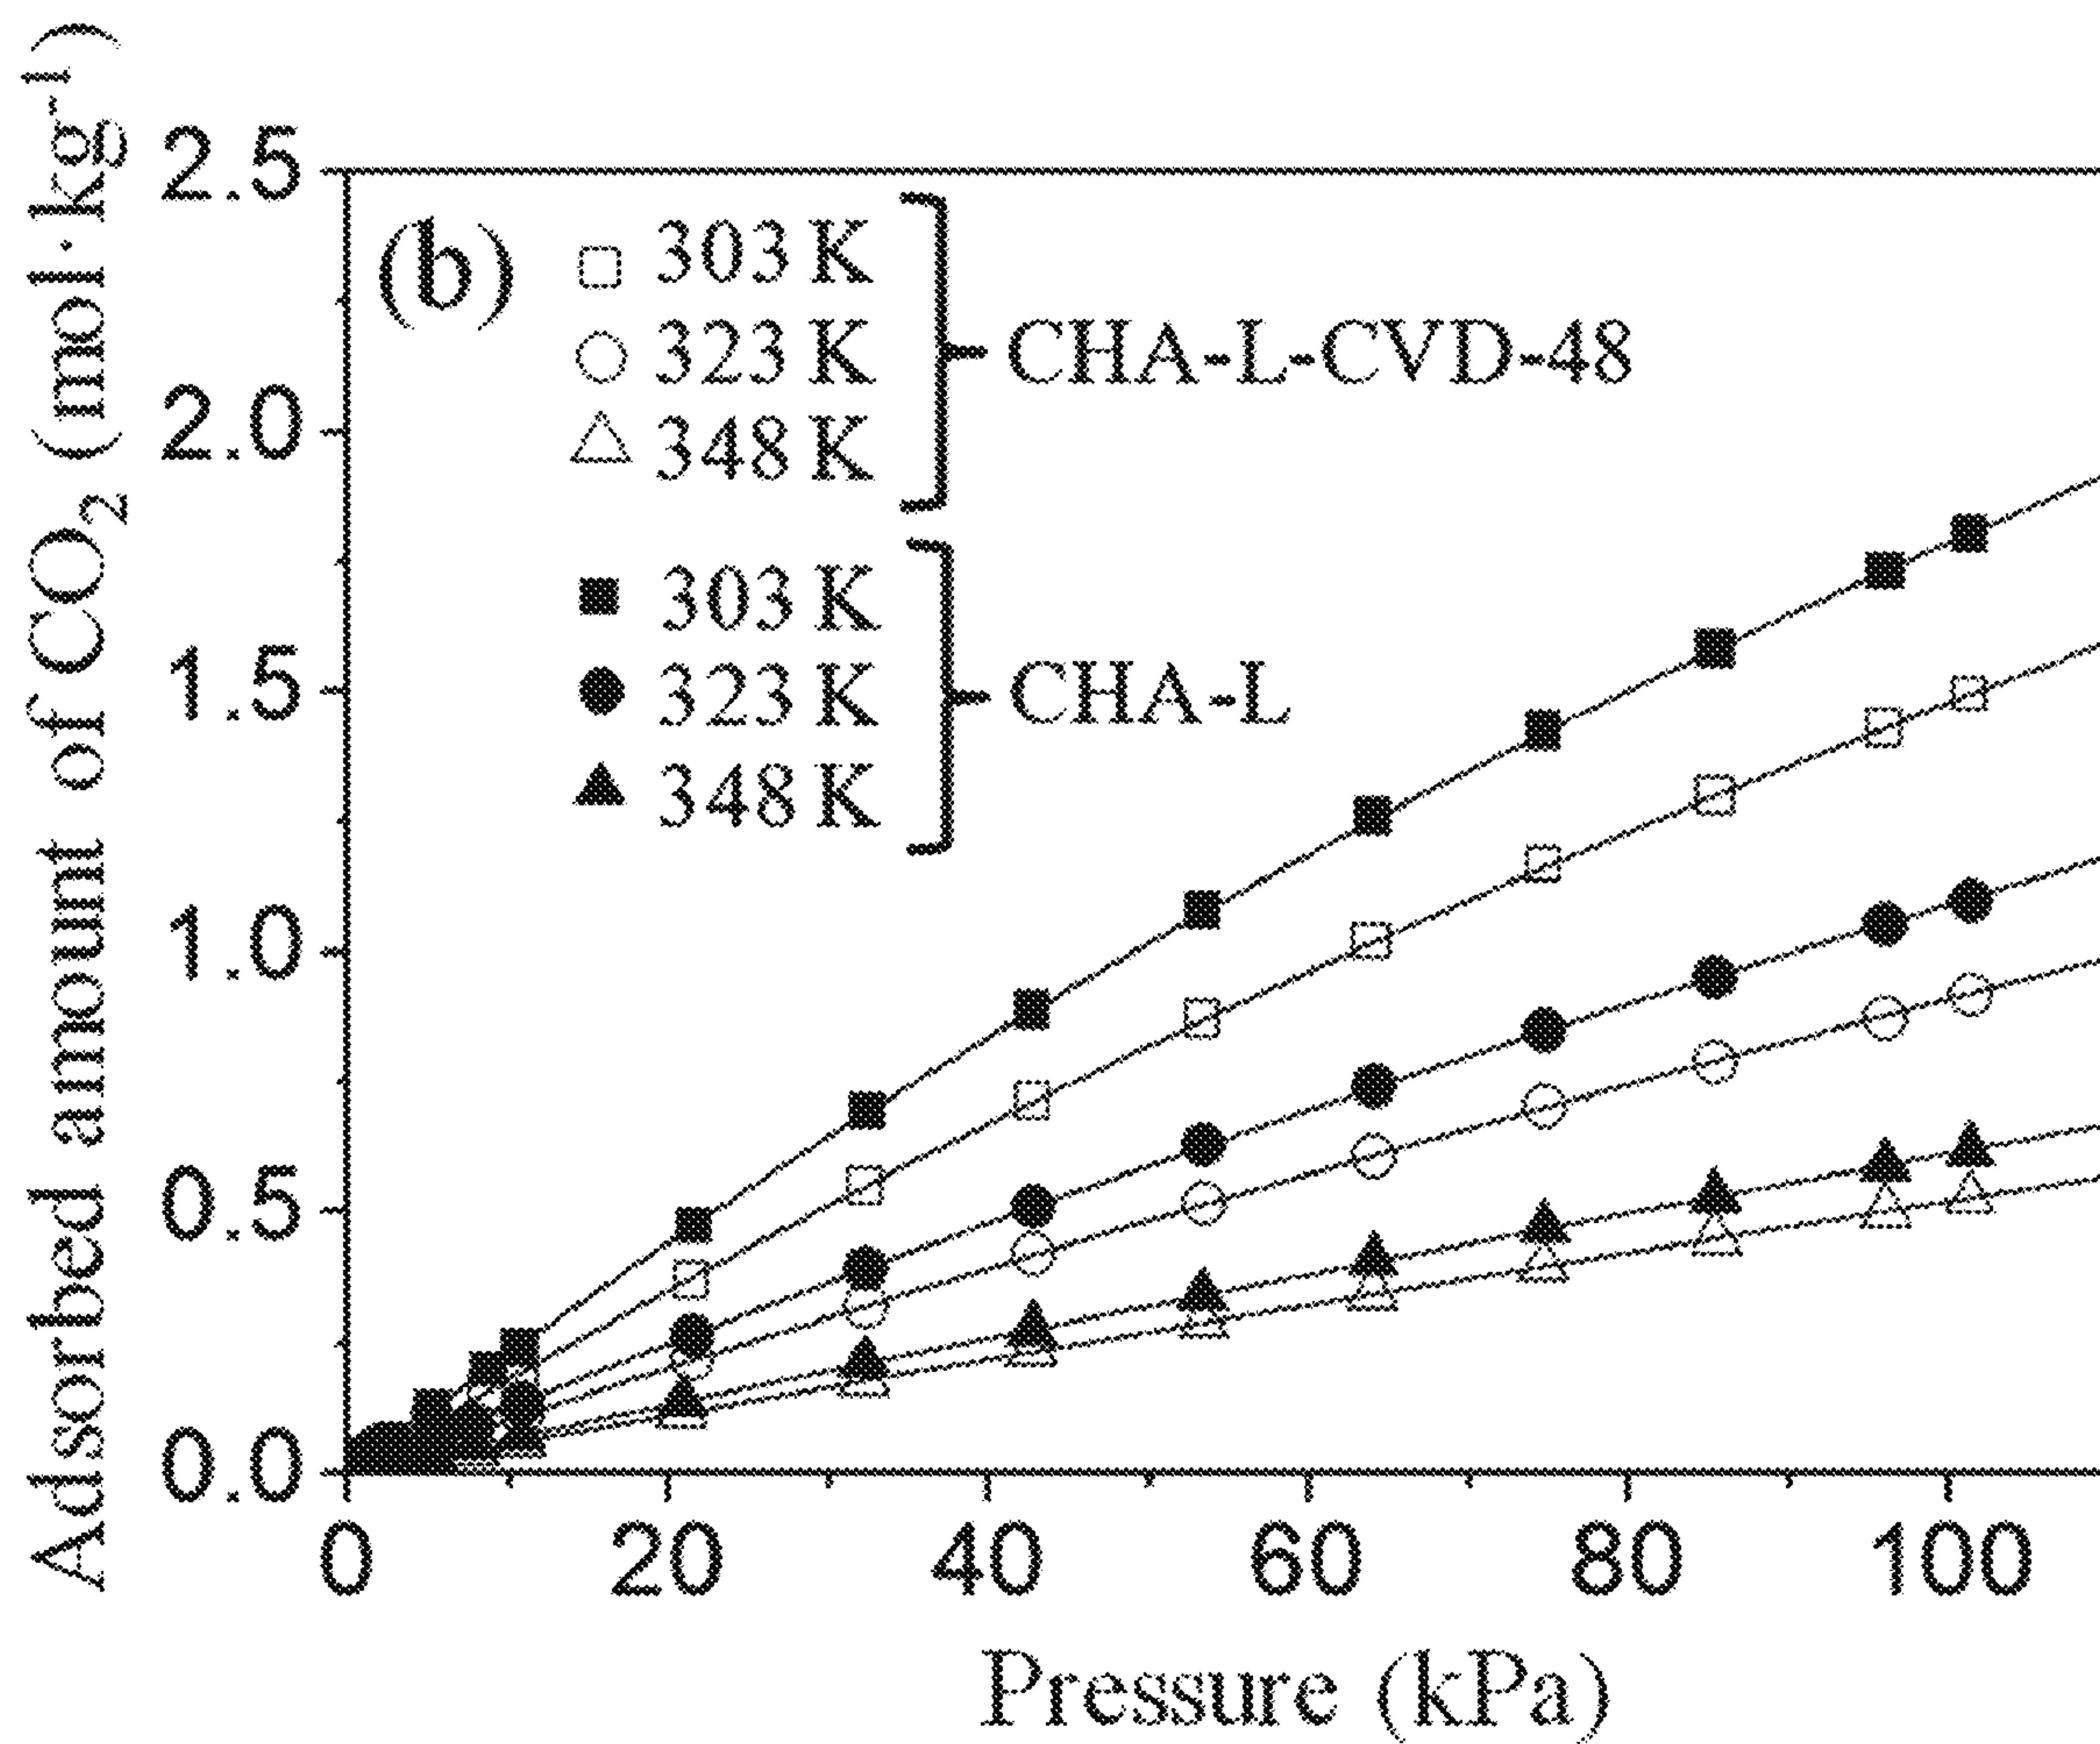 Adsorbed amount of CO₂ (mol·kg⁻¹)
2.5
2.0
1.5
1.0
0.5
0.0
(b)
303 K
323 K
348 K
CHA-L-CVD-48
303 K
323 K
348 K
CHA-L
0 20 40 60 80 100
Pressure (kPa)